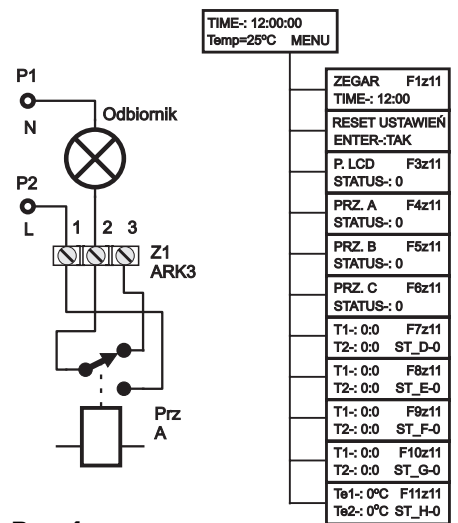 TIME-: 12:00:00
Temp=25ºC MENU
P1
N
Odbiornik
P2
L
1 2 3
Z1
ARK3
Prz
A
ZEGAR F1z11
TIME-: 12:00
RESET USTAWIEŃ
ENTER-:TAK
P. LCD F3z11
STATUS-: 0
PRZ. A F4z11
STATUS-: 0
PRZ. B F5z11
STATUS-: 0
PRZ. C F6z11
STATUS-: 0
T1-: 0:0 F7z11
T2-: 0:0 ST_D-0
T1-: 0:0 F8z11
T2-: 0:0 ST_E-0
T1-: 0:0 F9z11
T2-: 0:0 ST_F-0
T1-: 0:0 F10z11
T2-: 0:0 ST_G-0
Te1-: 0ºC F11z11
Te2-: 0ºC ST_H-0